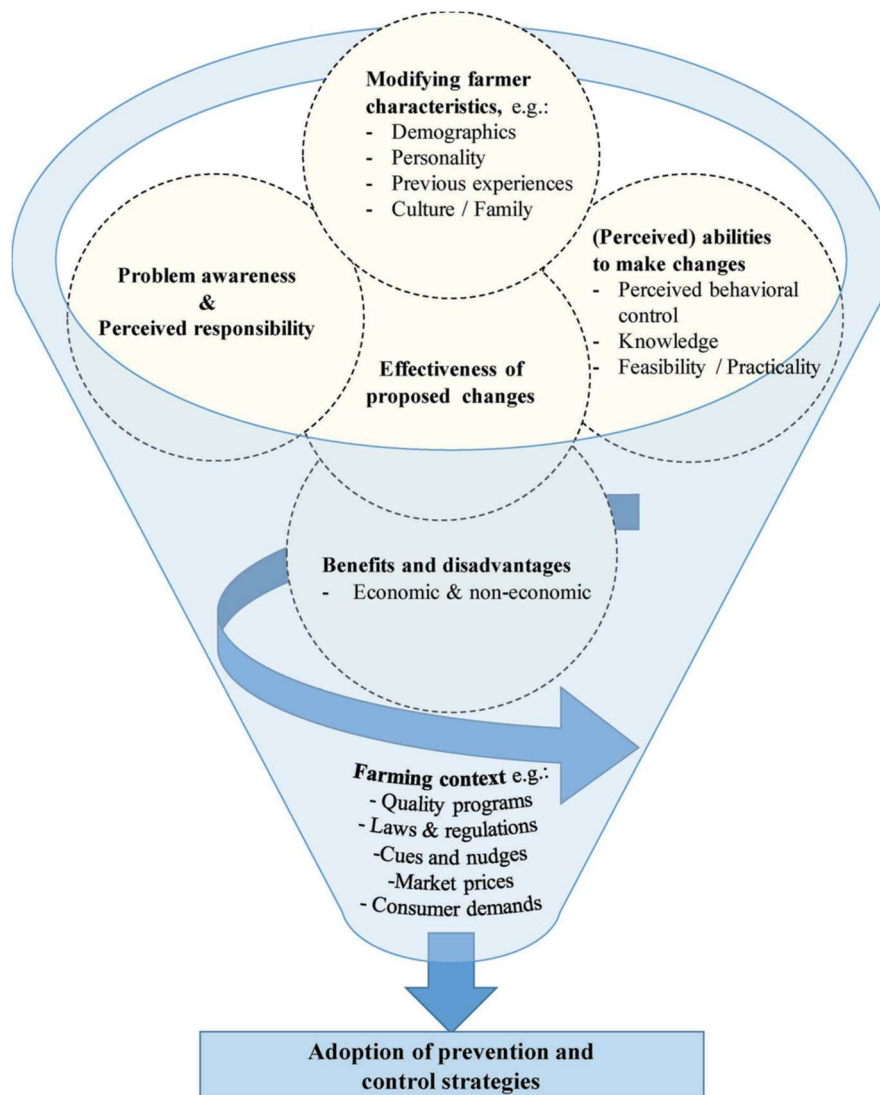 Modifying farmer
characteristics, e.g.:
- Demographics
- Personality
- Previous experiences
- Culture / Family
Problem awareness
&
Perceived responsibility
(Perceived) abilities
to make changes
- Perceived behavioral
control
- Knowledge
- Feasibility / Practicality
Effectiveness of
proposed changes
Benefits and disadvantages
- Economic & non-economic
Farming context e.g.:
- Quality programs
- Laws & regulations
-Cues and nudges
-Market prices
- Consumer demands
Adoption of prevention and
control strategies